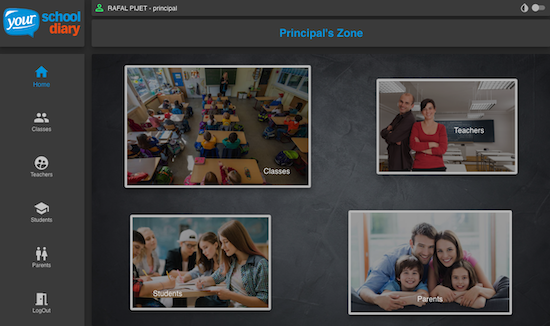 your
school
diary
RAFAL PIJET - principal
Principal's Zone
Home
Classes
Teachers
Students
Parents
LogOut
Classes
Teachers
Students
Parents